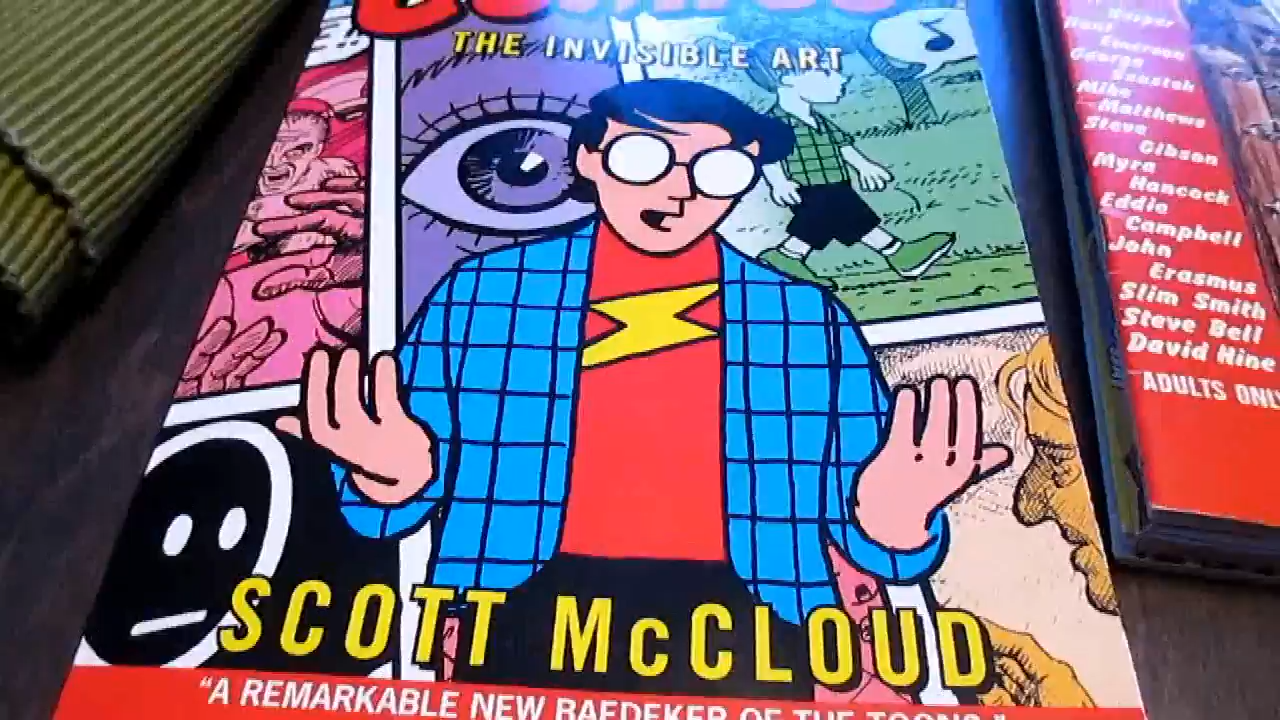 THE INVISIBLE ART
SCOTT McCLOUD
"A REMARKABLE NEW BAEDEKER OF THE TOONS."
Harper
Hunt
Emerson
George
Mike
Matthews
Steve
Gibson
Myra
Hancock
Eddie
Campbell
John
Erasmus
Slim Smith
Steve Bell
David Hine
ADULTS ONLY